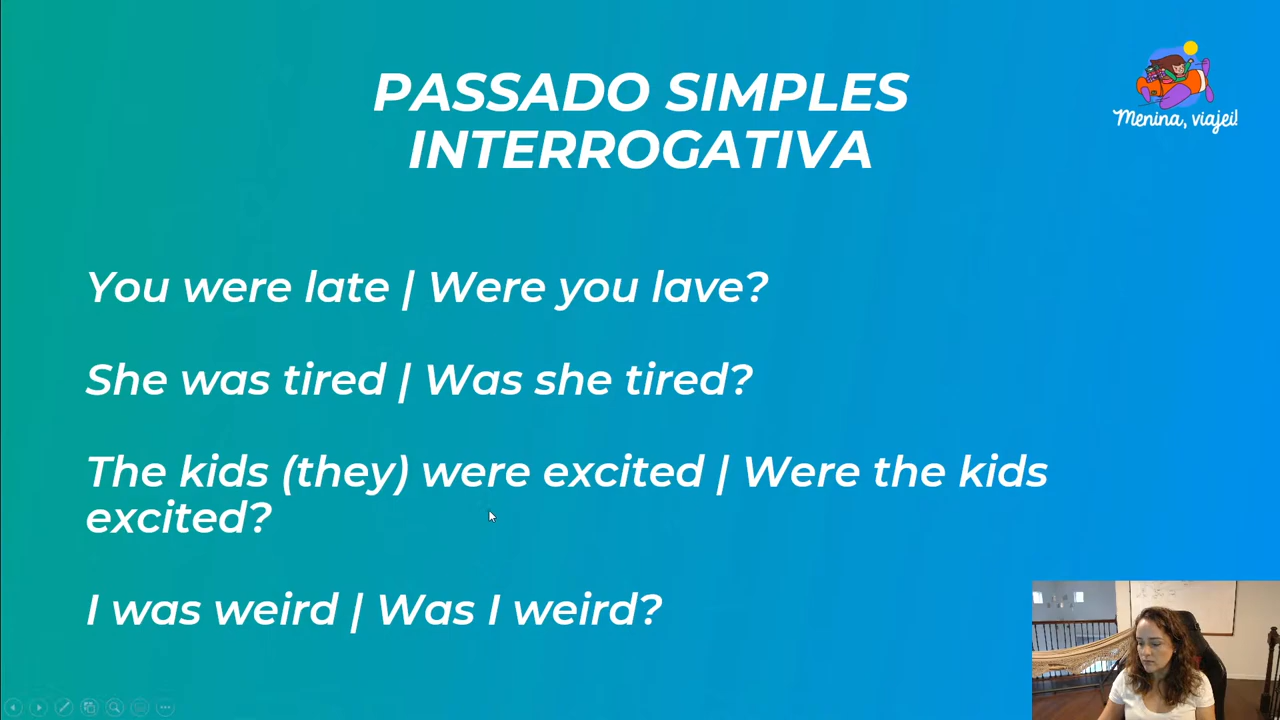 PASSADO SIMPLES
INTERROGATIVA
Menina, viajei!
You were late | Were you lave?
She was tired | Was she tired?
The kids (they) were excited | Were the kids
excited?
I was weird | Was I weird?